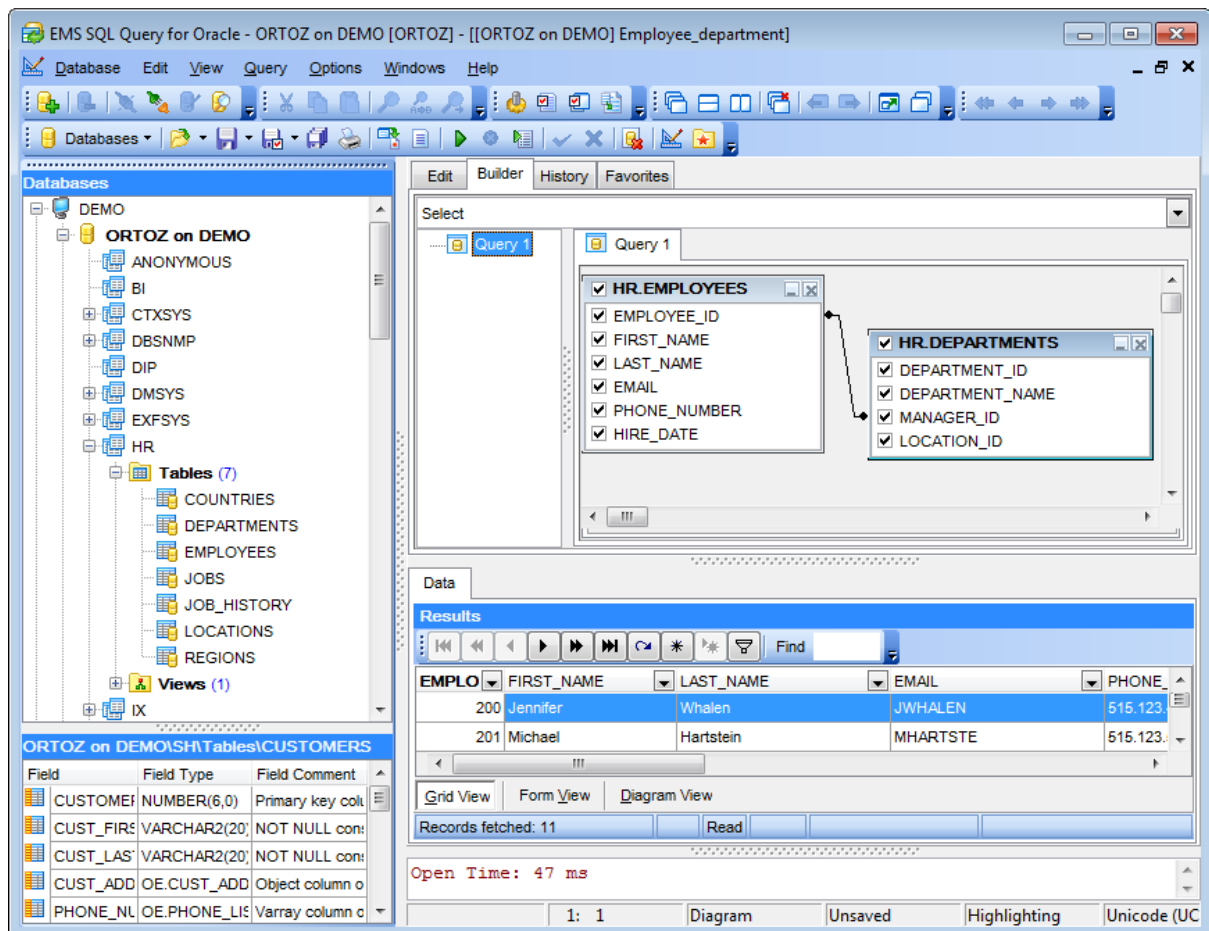 EMS SQL Query for Oracle - ORTOZ on DEMO [ORTOZ] - [[ORTOZ on DEMO] Employee_department]
Database Edit View Query Options Windows Help
Databases
Databases
DEMO
ORTOZ on DEMO
ANONYMOUS
BI
CTXSYS
DBSNMP
DIP
DMSYS
EXFSYS
HR
Tables (7)
COUNTRIES
DEPARTMENTS
EMPLOYEES
JOBS
JOB_HISTORY
LOCATIONS
REGIONS
Views (1)
IX
ORTOZ on DEMO\SH\Tables\CUSTOMERS
Field Field Type Field Comment
CUSTOMER NUMBER(6,0) Primary key colu
CUST_FIRS VARCHAR2(20) NOT NULL cons
CUST_LAS VARCHAR2(20) NOT NULL cons
CUST_ADD OE.CUST_ADD Object column o
PHONE_NU OE.PHONE_LIS Varray column o
Edit Builder History Favorites
Select
Query 1
Query 1
HR.EMPLOYEES
EMPLOYEE_ID
FIRST_NAME
LAST_NAME
EMAIL
PHONE_NUMBER
HIRE_DATE
HR.DEPARTMENTS
DEPARTMENT_ID
DEPARTMENT_NAME
MANAGER_ID
LOCATION_ID
Data
Results
Find
EMPLO FIRST_NAME LAST_NAME EMAIL PHONE_
200 Jennifer Whalen JWHALEN 515.123.
201 Michael Hartstein MHARTSTE 515.123.
Grid View Form View Diagram View
Records fetched: 11 Read
Open Time: 47 ms
1: 1 Diagram Unsaved Highlighting Unicode (UC